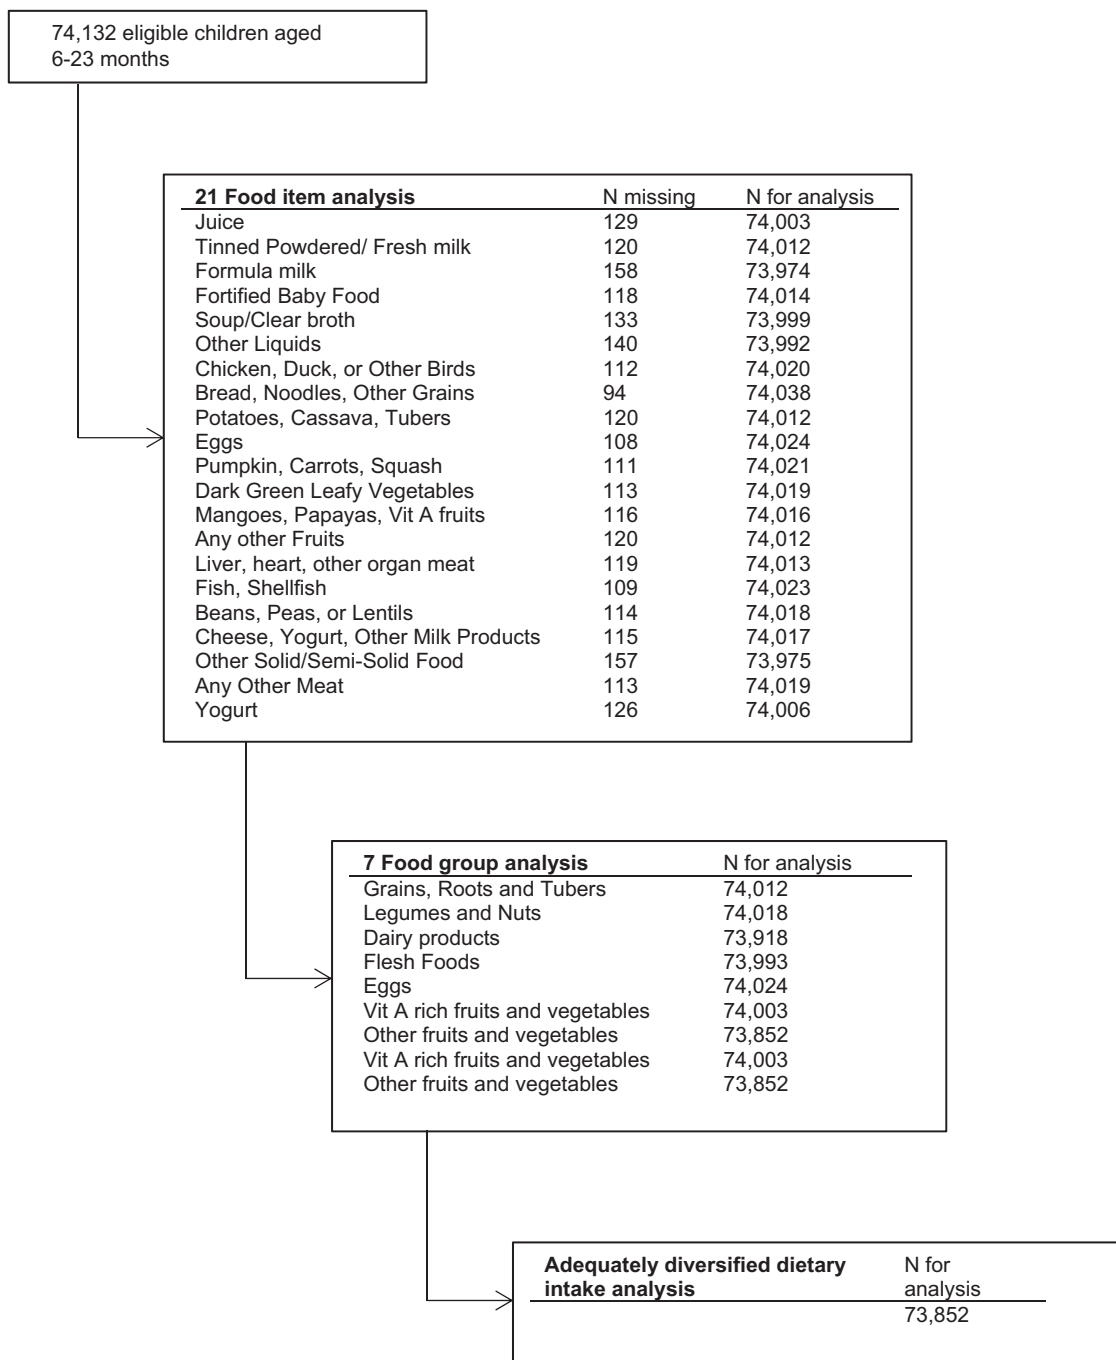 74,132 eligible children aged
6-23 months
21 Food item analysis N missing N for analysis
Juice 129 74,003
Tinned Powdered/ Fresh milk 120 74,012
Formula milk 158 73,974
Fortified Baby Food 118 74,014
Soup/Clear broth 133 73,999
Other Liquids 140 73,992
Chicken, Duck, or Other Birds 112 74,020
Bread, Noodles, Other Grains 94 74,038
Potatoes, Cassava, Tubers 120 74,012
Eggs 108 74,024
Pumpkin, Carrots, Squash 111 74,021
Dark Green Leafy Vegetables 113 74,019
Mangoes, Papayas, Vit A fruits 116 74,016
Any other Fruits 120 74,012
Liver, heart, other organ meat 119 74,013
Fish, Shellfish 109 74,023
Beans, Peas, or Lentils 114 74,018
Cheese, Yogurt, Other Milk Products 115 74,017
Other Solid/Semi-Solid Food 157 73,975
Any Other Meat 113 74,019
Yogurt 126 74,006
7 Food group analysis N for analysis
Grains, Roots and Tubers 74,012
Legumes and Nuts 74,018
Dairy products 73,918
Flesh Foods 73,993
Eggs 74,024
Vit A rich fruits and vegetables 74,003
Other fruits and vegetables 73,852
Vit A rich fruits and vegetables 74,003
Other fruits and vegetables 73,852
Adequately diversified dietary N for
intake analysis analysis
73,852